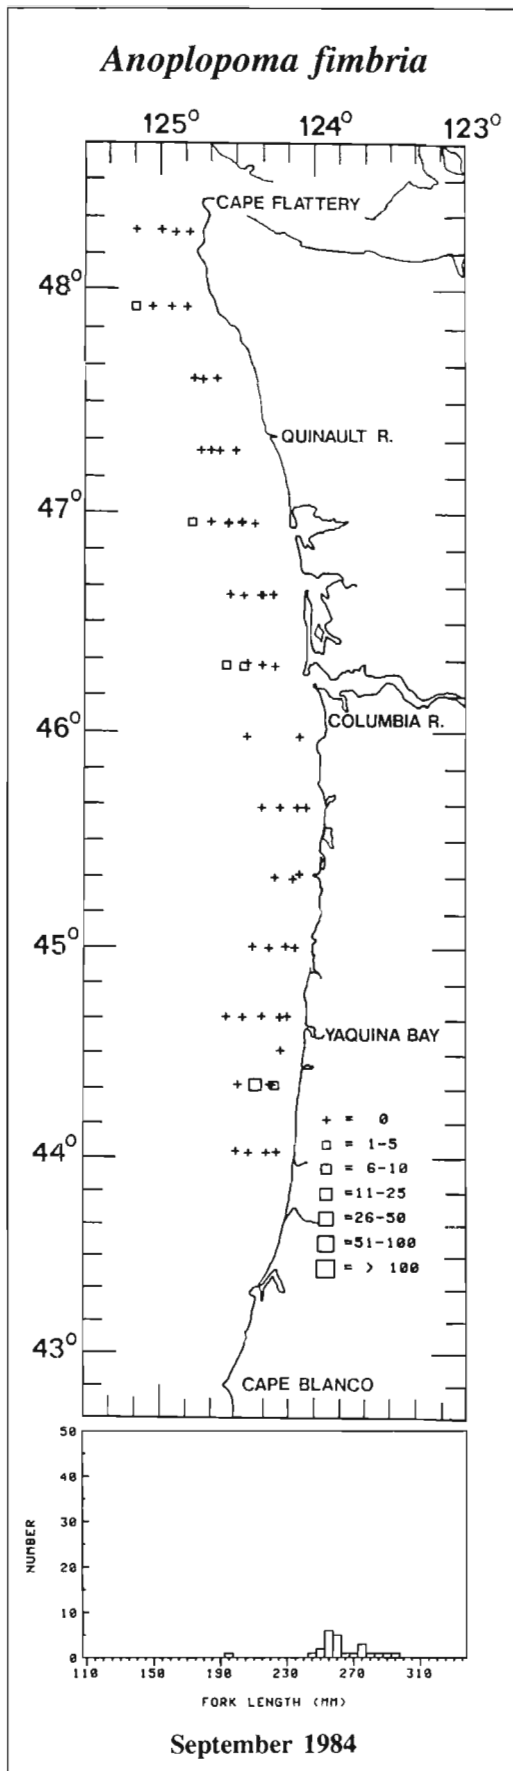 Anoplopoma fimbria
125° 124° 123°
CAPE FLATTERY
48°
QUINAULT R.
47°
46°
COLUMBIA R.
45°
YAQUINA BAY
+ = 0
□ = 1-5
44°
□ = 6-10
□ =11-25
□ =26-50
□ =51-100
□ = > 100
43°
CAPE BLANCO
50
40
30
20
10
0
NUMBER
110 150 190 230 270 310
FORK LENGTH (MM)
September 1984